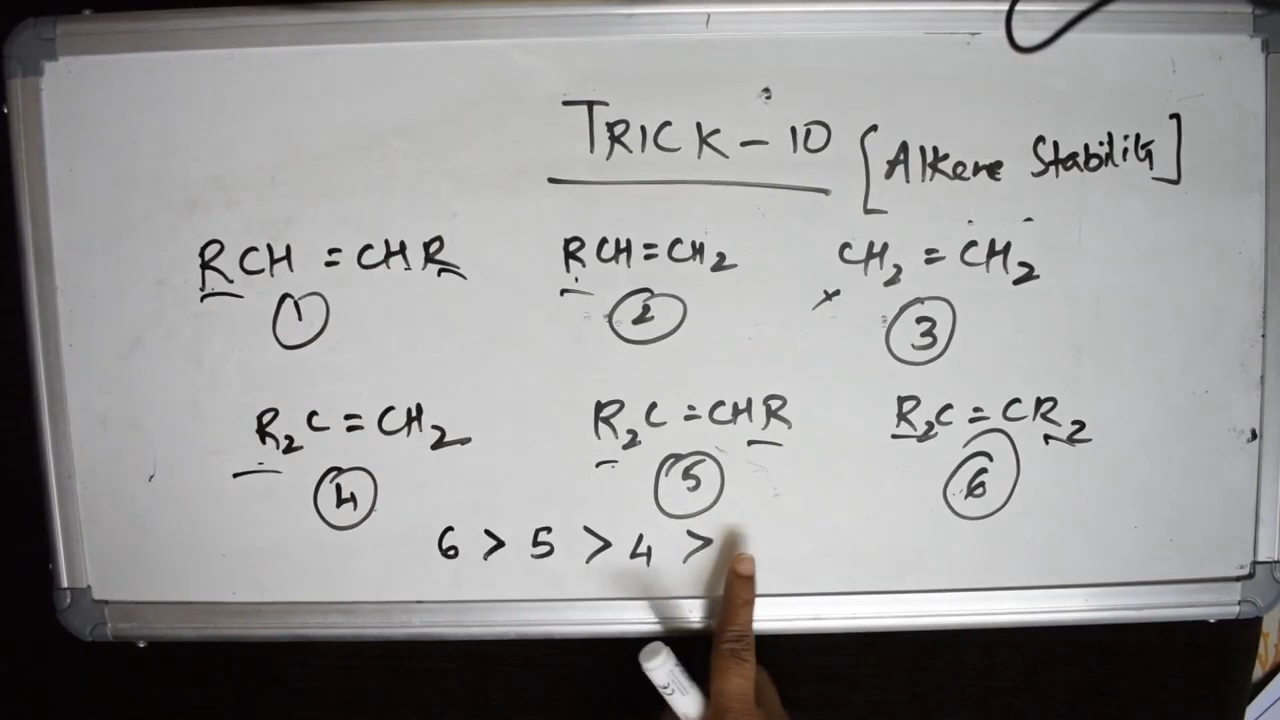 TRICK-10 [Alkene Stability]
RCH=CHR RCH=CH₂ CH₂=CH₂
1 2 3
R₂C=CH₂ R₂C=CHR R₂C=CR₂
4 5 6
6 > 5 > 4 >